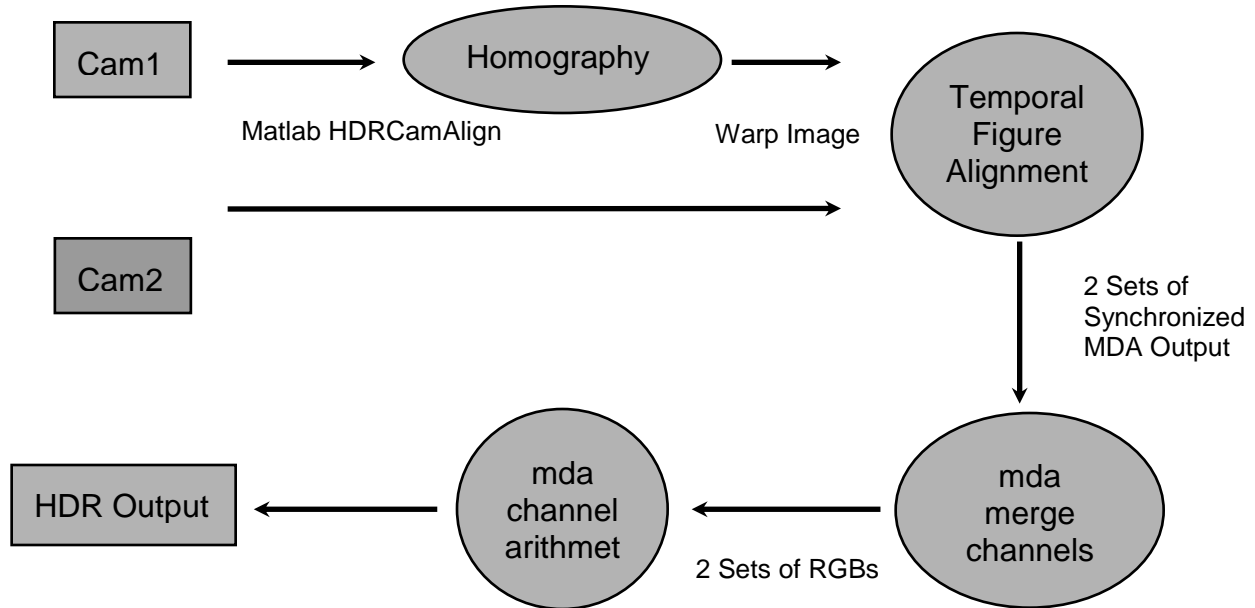 Cam1
Homography
Matlab HDRCamAlign
Warp Image
Temporal
Figure
Alignment
Cam2
2 Sets of
Synchronized
MDA Output
mda
merge
channels
2 Sets of RGBs
mda
channel
arithmet
HDR Output